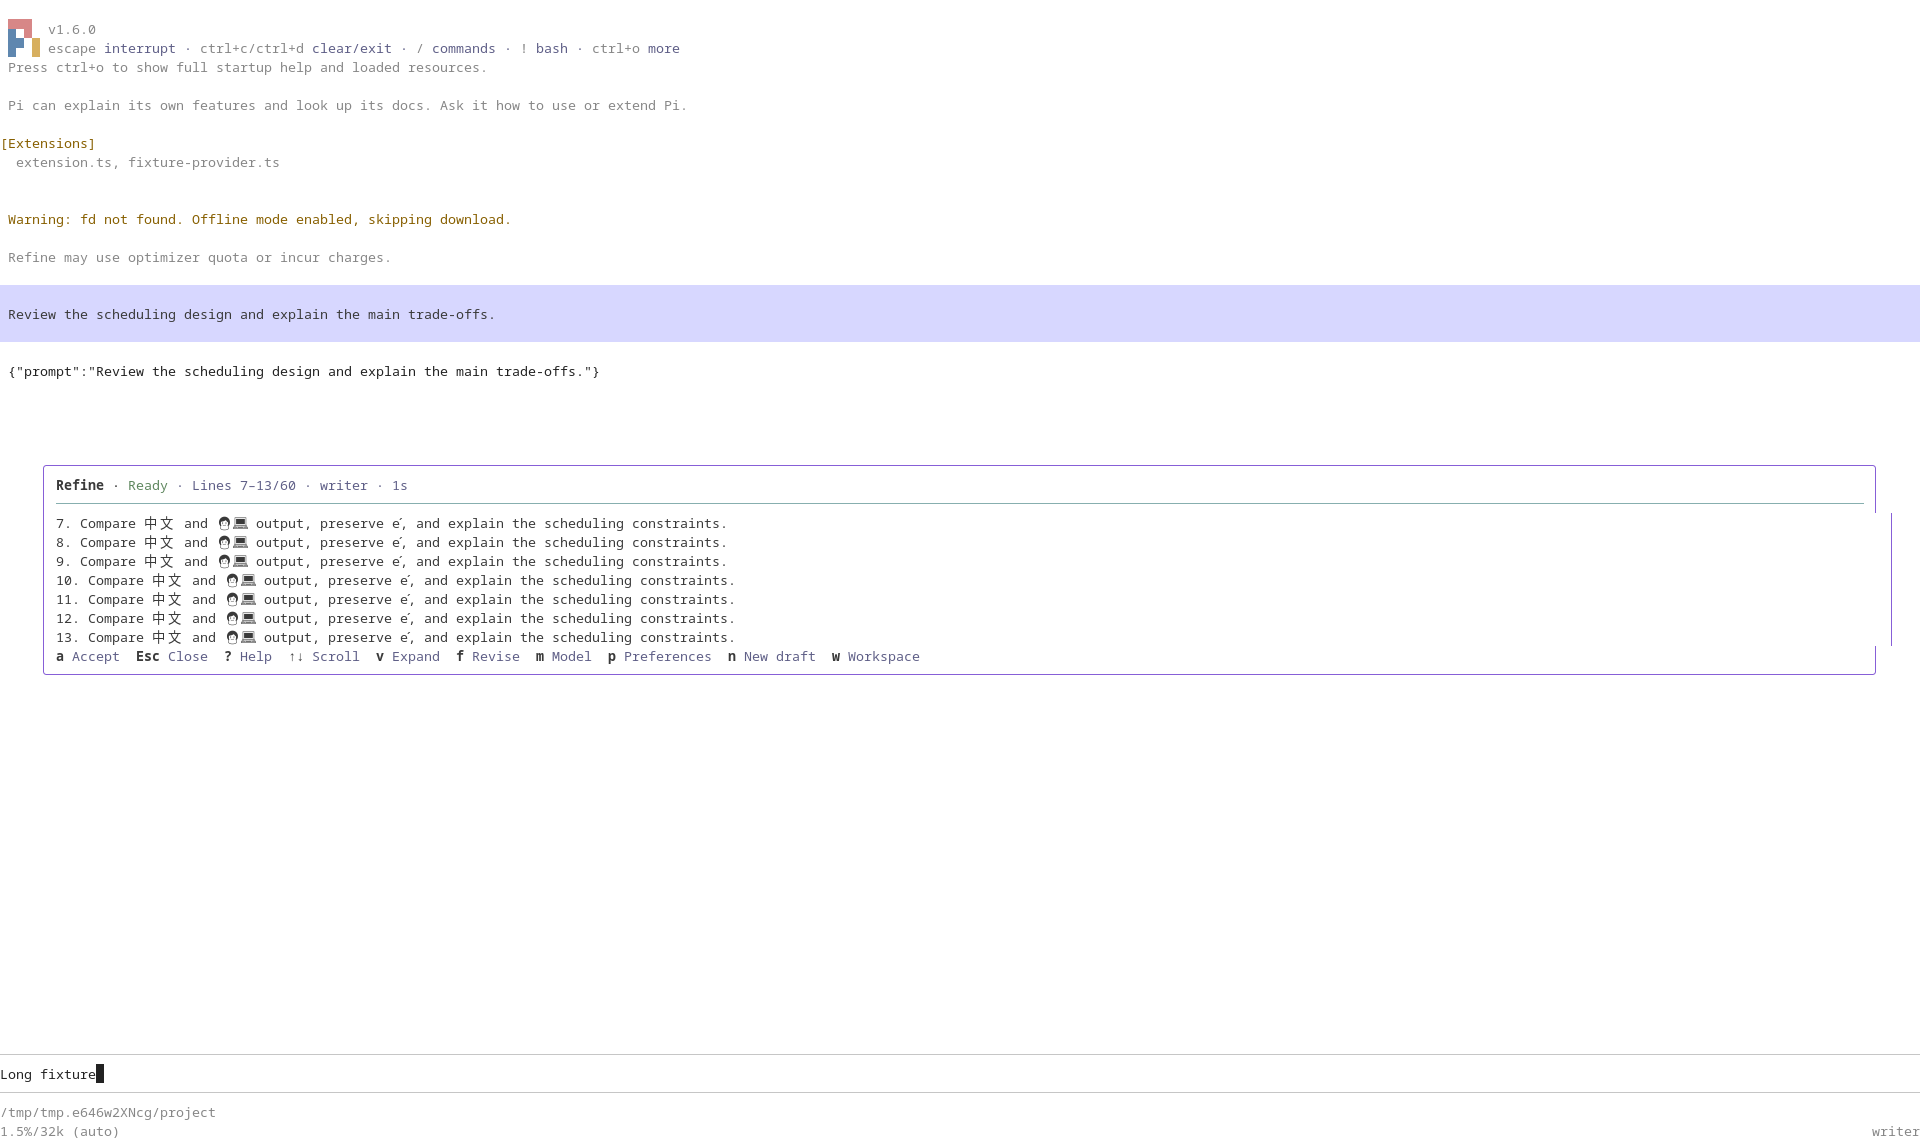 v1.6.0
escape interrupt · ctrl+c/ctrl+d clear/exit · / commands · ! bash · ctrl+o more
Press ctrl+o to show full startup help and loaded resources.
Pi can explain its own features and look up its docs. Ask it how to use or extend Pi.
[Extensions]
extension.ts, fixture-provider.ts
Warning: fd not found. Offline mode enabled, skipping download.
Refine may use optimizer quota or incur charges.
Review the scheduling design and explain the main trade-offs.
{"prompt":"Review the scheduling design and explain the main trade-offs."}
Refine · Ready · Lines 7–13/60 · writer · 1s
7. Compare 中文 and 👩💻 output, preserve é, and explain the scheduling constraints.
8. Compare 中文 and 👩💻 output, preserve é, and explain the scheduling constraints.
9. Compare 中文 and 👩💻 output, preserve é, and explain the scheduling constraints.
10. Compare 中文 and 👩💻 output, preserve é, and explain the scheduling constraints.
11. Compare 中文 and 👩💻 output, preserve é, and explain the scheduling constraints.
12. Compare 中文 and 👩💻 output, preserve é, and explain the scheduling constraints.
13. Compare 中文 and 👩💻 output, preserve é, and explain the scheduling constraints.
a Accept  Esc Close  ? Help  ↑↓ Scroll  v Expand  f Revise  m Model  p Preferences  n New draft  w Workspace
Long fixture
/tmp/tmp.e646w2XNcg/project
1.5%/32k (auto) writer